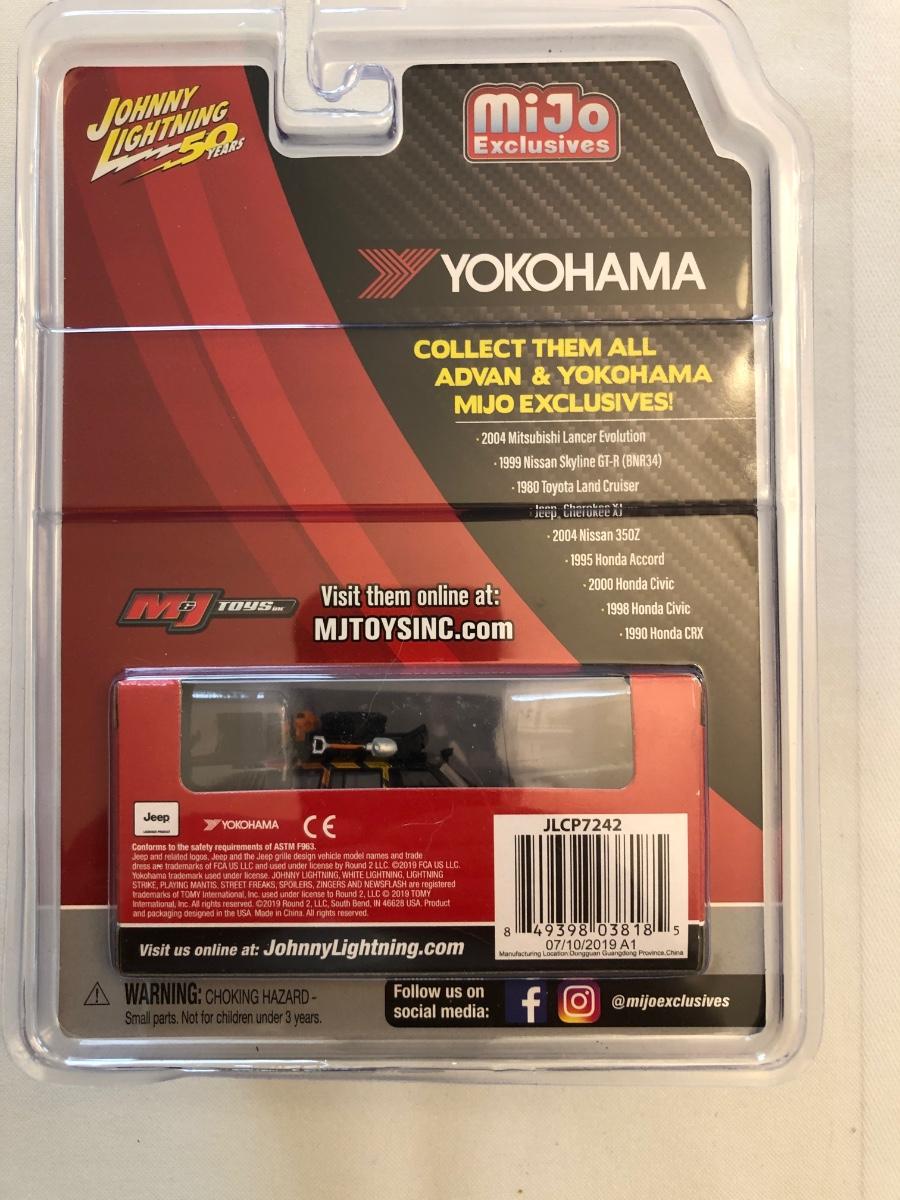 JOHNNY
LIGHTNING
50
YEARS
MiJo
Exclusives
YOKOHAMA
COLLECT THEM ALL
ADVAN & YOKOHAMA
MIJO EXCLUSIVES!
· 2004 Mitsubishi Lancer Evolution
· 1999 Nissan Skyline GT-R (BNR34)
· 1980 Toyota Land Cruiser
· Jeep Cherokee XJ
· 2004 Nissan 350Z
· 1995 Honda Accord
· 2000 Honda Civic
· 1998 Honda Civic
· 1990 Honda CRX
M&J TOYS INC
Visit them online at:
MJTOYSINC.com
Jeep
LICENSED PRODUCT
YOKOHAMA CE
Conforms to the safety requirements of ASTM F963.
Jeep and related logos, Jeep and the Jeep grille design vehicle model names and trade
dress are trademarks of FCA US LLC and used under license by Round 2 LLC. ©2019 FCA US LLC.
Yokohama trademark used under license. JOHNNY LIGHTNING, WHITE LIGHTNING, LIGHTNING
STRIKE, PLAYING MANTIS, STREET FREAKS, SPOILERS, ZINGERS AND NEWSFLASH are registered
trademarks of TOMY International, Inc. used under license to Round 2, LLC © 2019 TOMY
International, Inc. All rights reserved. ©2019 Round 2, LLC, South Bend, IN 46628 USA. Product
and packaging designed in the USA. Made in China. All rights reserved.
JLCP7242
8 49398 03818 5
07/10/2019 A1
Manufacturing Location Dongguan Guangdong Province,China
Visit us online at: JohnnyLightning.com
WARNING: CHOKING HAZARD -
Small parts. Not for children under 3 years.
Follow us on
social media:
@mijoexclusives